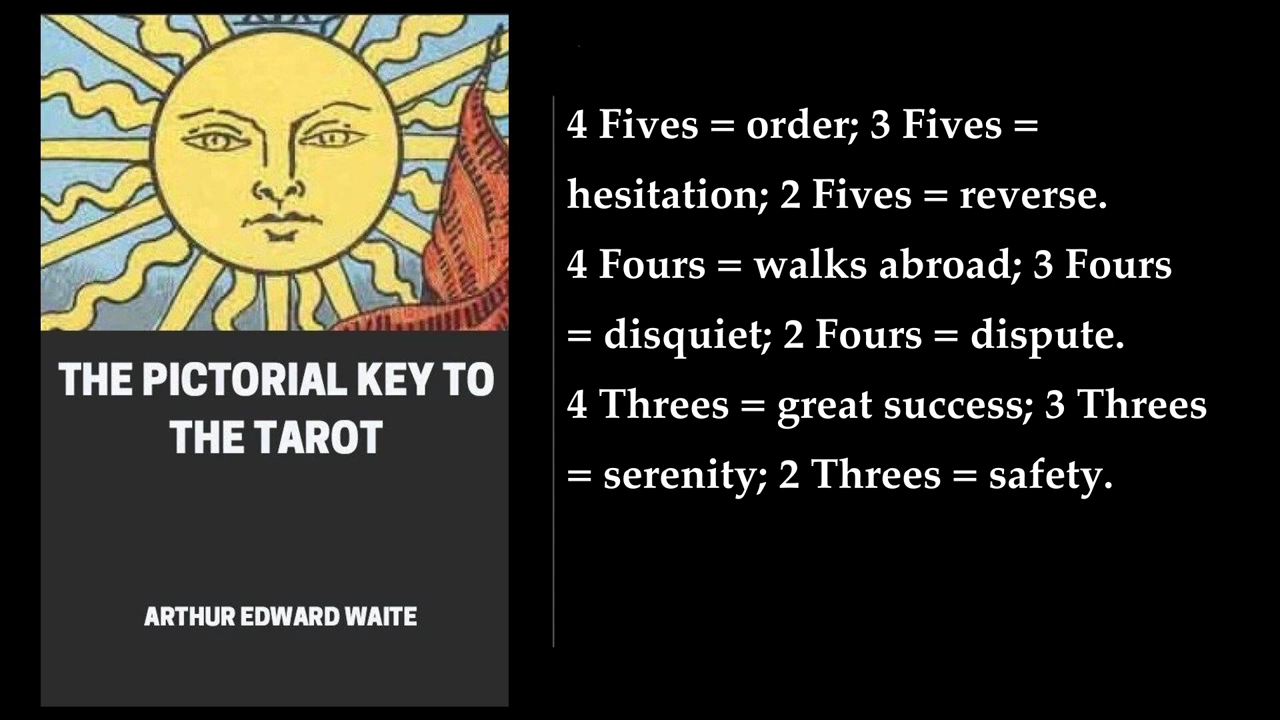 XIX
THE PICTORIAL KEY TO
THE TAROT
ARTHUR EDWARD WAITE
4 Fives = order; 3 Fives =
hesitation; 2 Fives = reverse.
4 Fours = walks abroad; 3 Fours
= disquiet; 2 Fours = dispute.
4 Threes = great success; 3 Threes
= serenity; 2 Threes = safety.